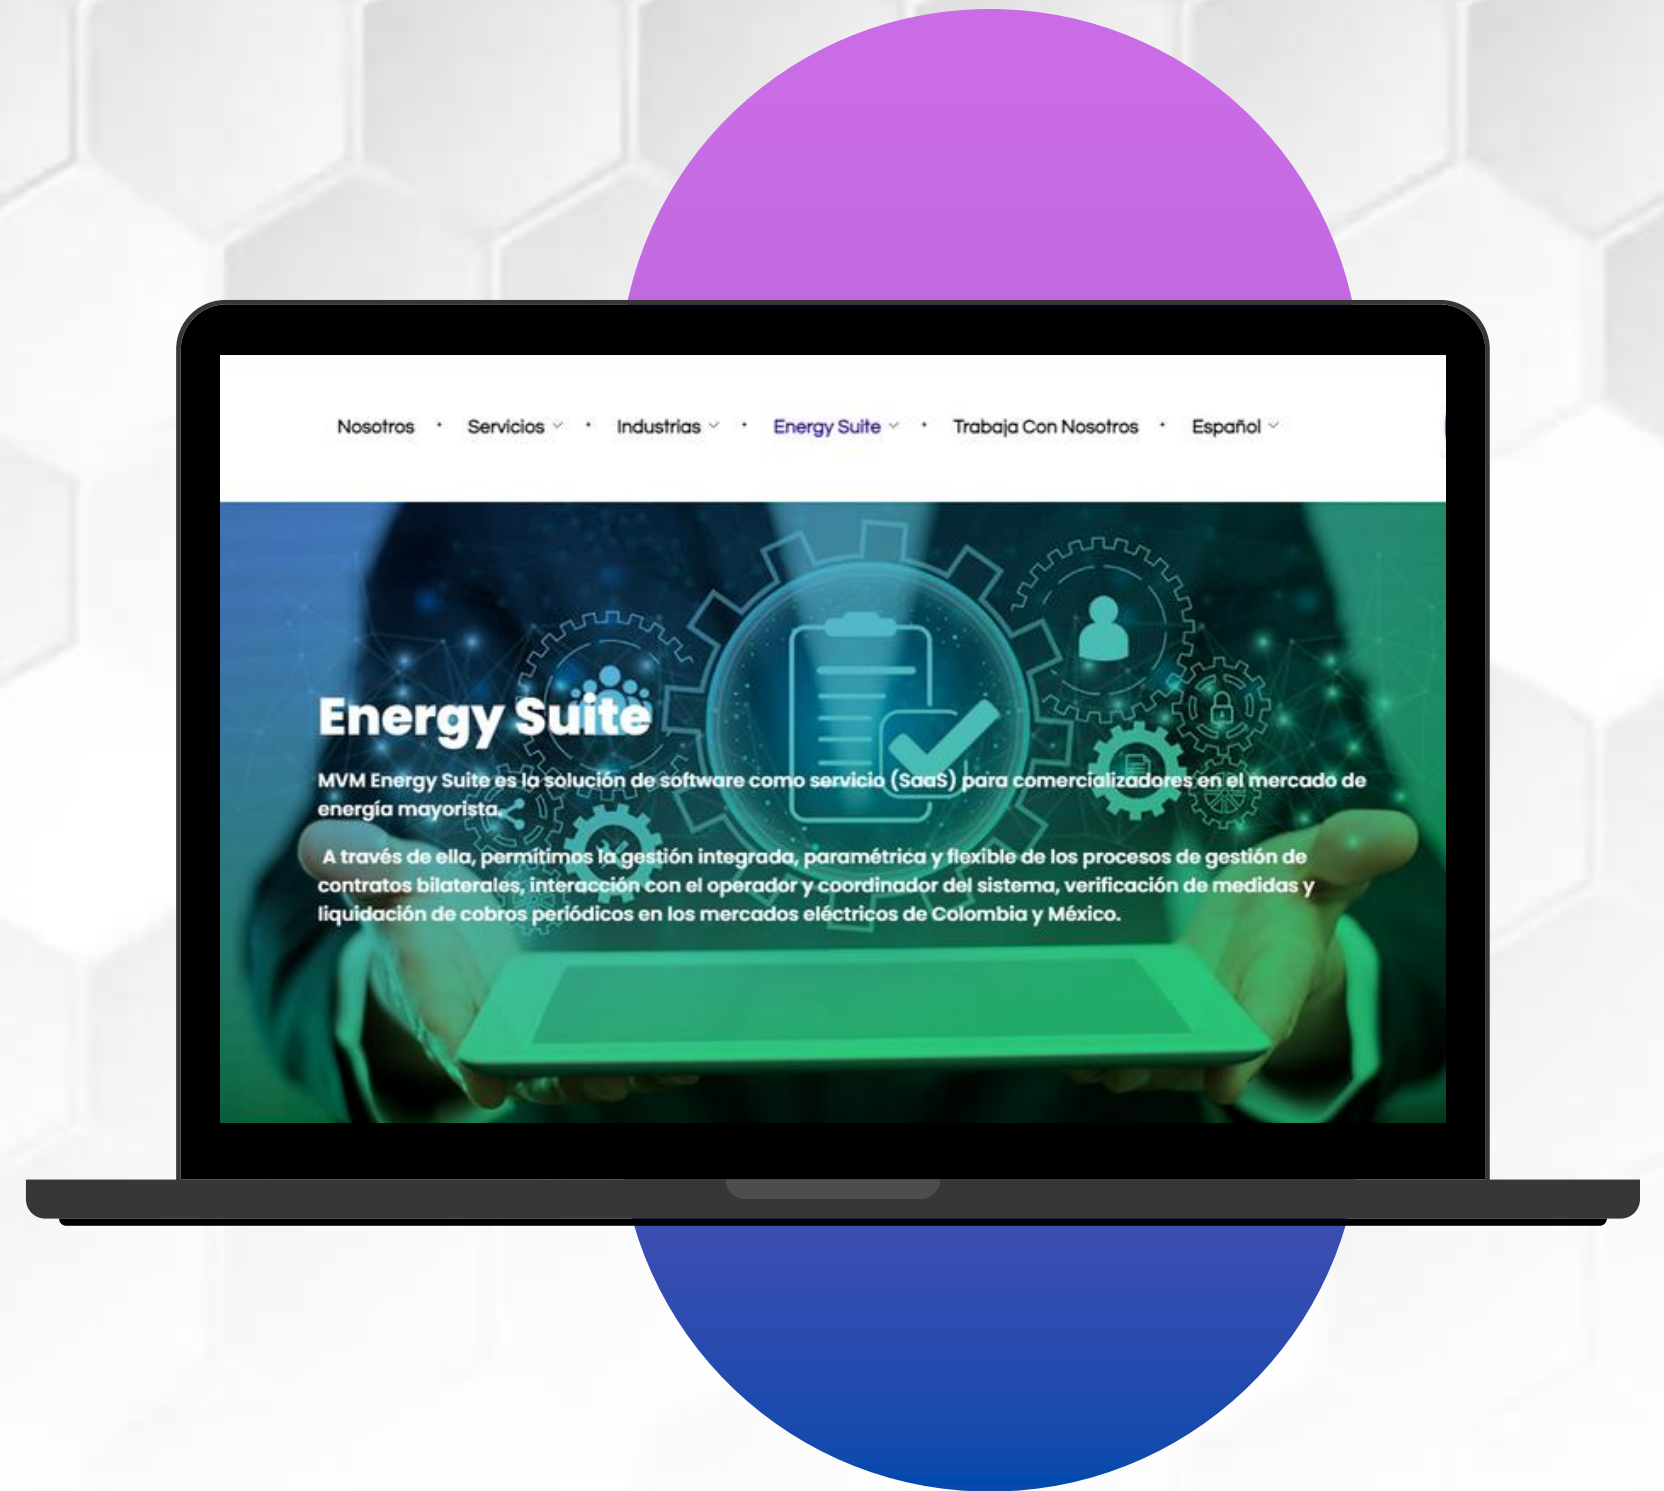 Nosotros · Servicios · Industrias · Energy Suite · Trabaja Con Nosotros · Español
Energy Suite
MVM Energy Suite es la solución de software como servicio (SaaS) para comercializadores en el mercado de
energía mayorista.
A través de ella, permitimos la gestión integrada, paramétrica y flexible de los procesos de gestión de
contratos bilaterales, interacción con el operador y coordinador del sistema, verificación de medidas y
liquidación de cobros periódicos en los mercados eléctricos de Colombia y México.